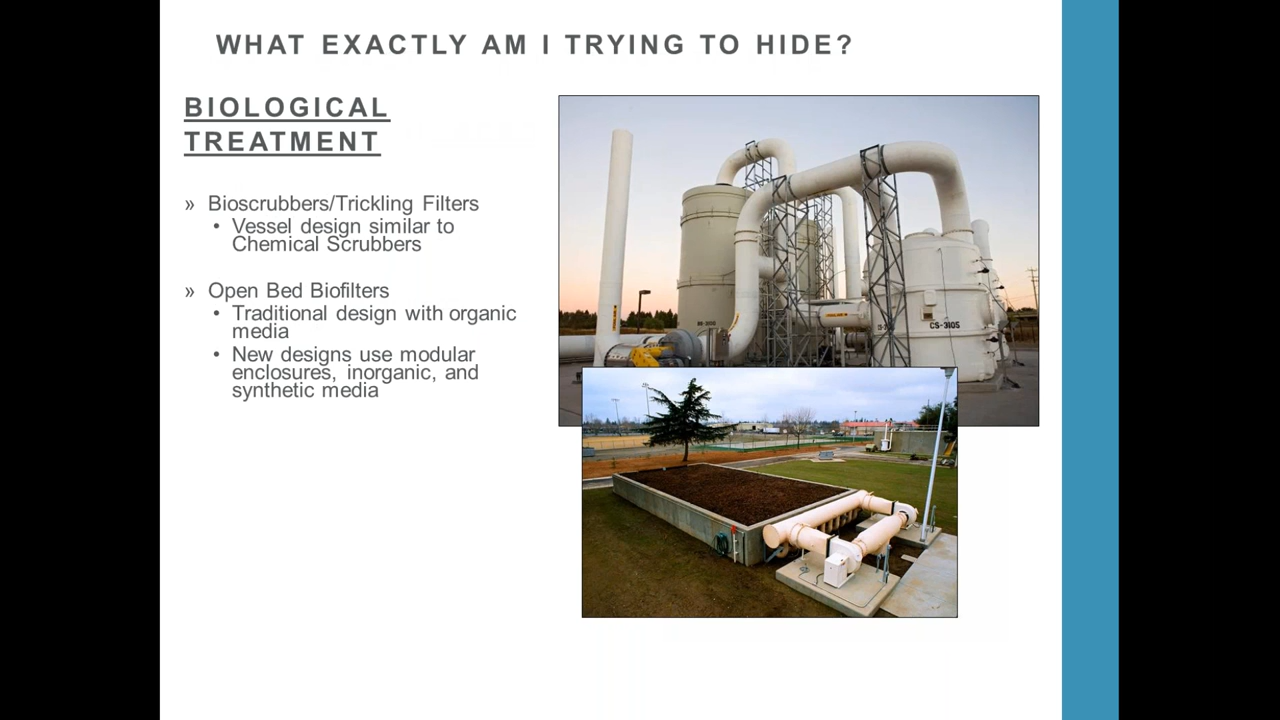 WHAT EXACTLY AM I TRYING TO HIDE?
BIOLOGICAL
TREATMENT
» Bioscrubbers/Trickling Filters
• Vessel design similar to
Chemical Scrubbers
» Open Bed Biofilters
• Traditional design with organic
media
• New designs use modular
enclosures, inorganic, and
synthetic media
CS-3105